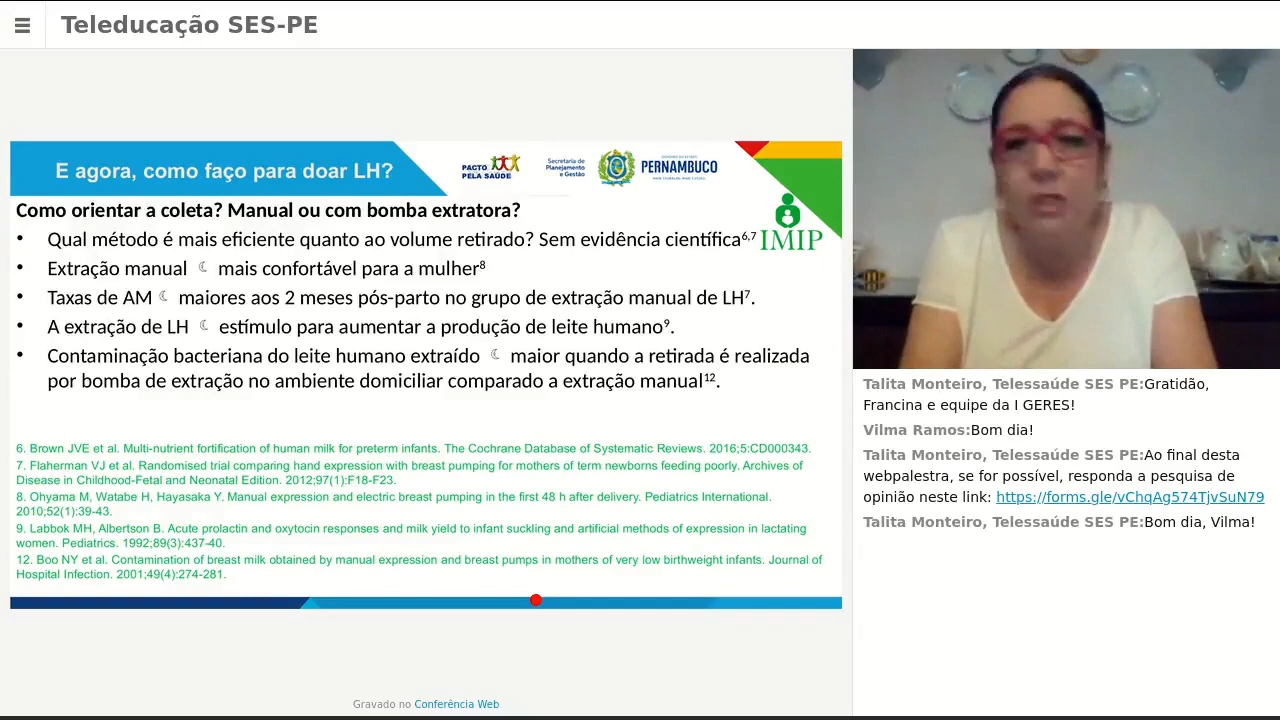 Teleducação SES-PE
E agora, como faço para doar LH?
PACTO
PELA SAÚDE
Secretaria de
Planejamento
e Gestão
PERNAMBUCO
IMIP
Como orientar a coleta? Manual ou com bomba extratora?
• Qual método é mais eficiente quanto ao volume retirado? Sem evidência científica6,7
• Extração manual ☾ mais confortável para a mulher8
• Taxas de AM ☾ maiores aos 2 meses pós-parto no grupo de extração manual de LH7.
• A extração de LH ☾ estímulo para aumentar a produção de leite humano9.
• Contaminação bacteriana do leite humano extraído ☾ maior quando a retirada é realizada
por bomba de extração no ambiente domiciliar comparado a extração manual12.
6. Brown JVE et al. Multi-nutrient fortification of human milk for preterm infants. The Cochrane Database of Systematic Reviews. 2016;5:CD000343.
7. Flaherman VJ et al. Randomised trial comparing hand expression with breast pumping for mothers of term newborns feeding poorly. Archives of
Disease in Childhood-Fetal and Neonatal Edition. 2012;97(1):F18-F23.
8. Ohyama M, Watabe H, Hayasaka Y. Manual expression and electric breast pumping in the first 48 h after delivery. Pediatrics International.
2010;52(1):39-43.
9. Labbok MH, Albertson B. Acute prolactin and oxytocin responses and milk yield to infant suckling and artificial methods of expression in lactating
women. Pediatrics. 1992;89(3):437-40.
12. Boo NY et al. Contamination of breast milk obtained by manual expression and breast pumps in mothers of very low birthweight infants. Journal of
Hospital Infection. 2001;49(4):274-281.
Gravado no Conferência Web
Talita Monteiro, Telessaúde SES PE:Gratidão,
Francina e equipe da I GERES!
Vilma Ramos:Bom dia!
Talita Monteiro, Telessaúde SES PE:Ao final desta
webpalestra, se for possível, responda a pesquisa de
opinião neste link: https://forms.gle/vChqAg574TjvSuN79
Talita Monteiro, Telessaúde SES PE:Bom dia, Vilma!